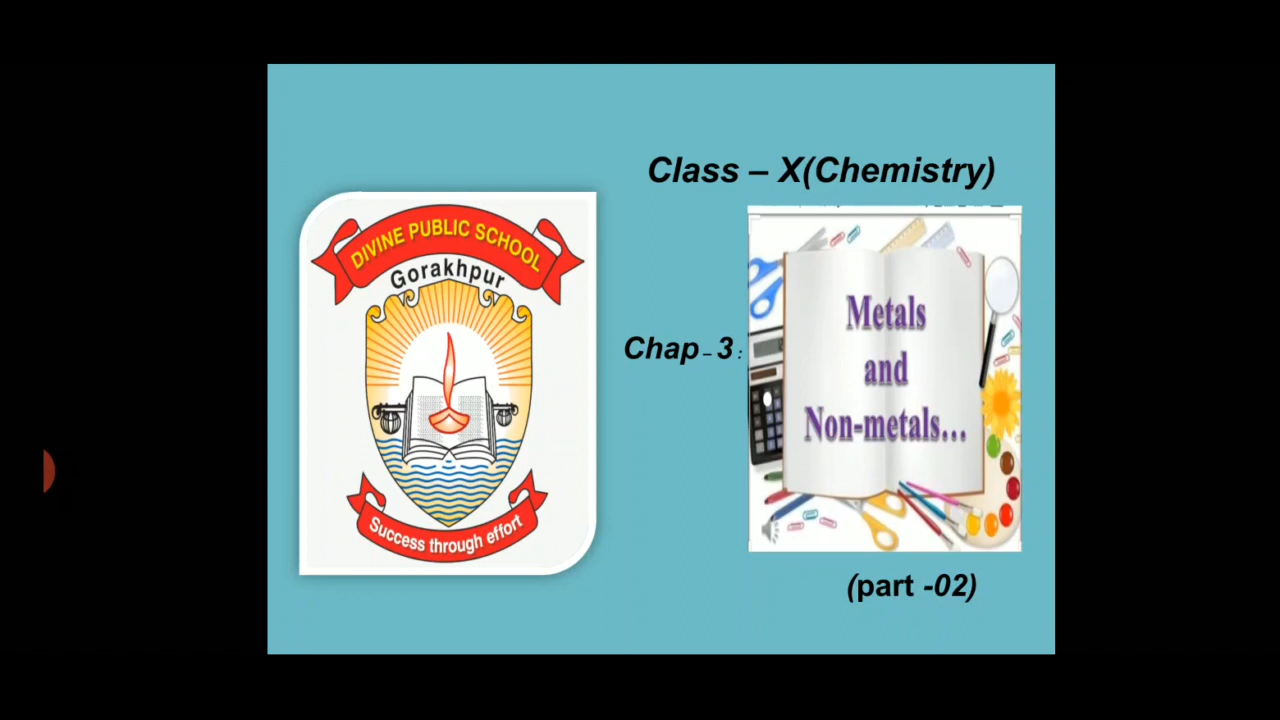 Class – X(Chemistry)
DIVINE PUBLIC SCHOOL
Gorakhpur
Success through effort
Chap – 3 :
Metals
and
Non-metals...
(part -02)